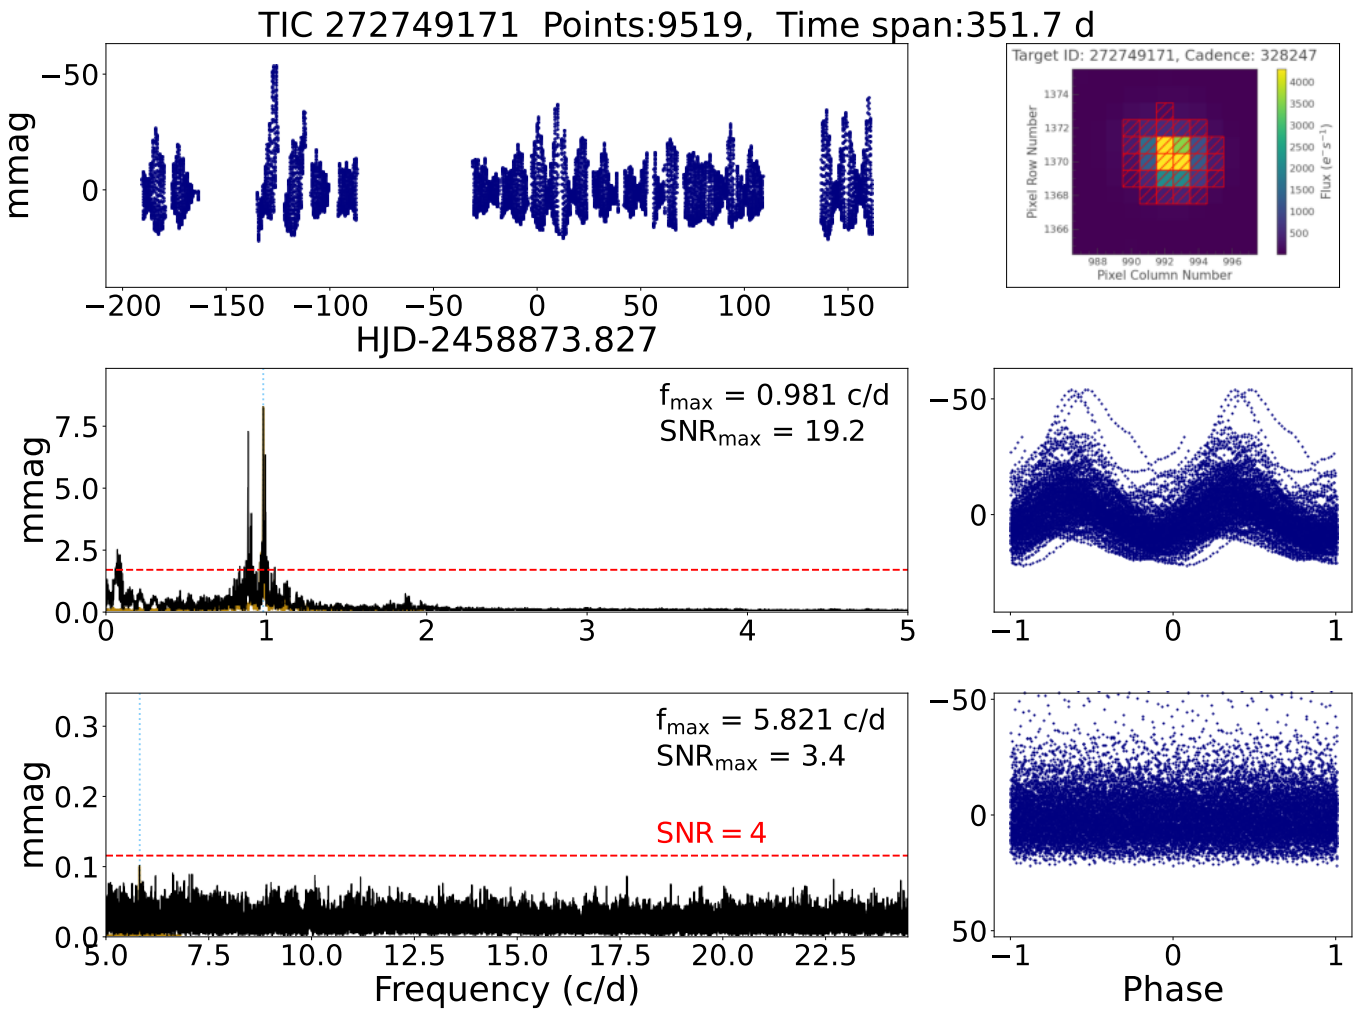 TIC 272749171  Points:9519,  Time span:351.7 d
mmag
−50
0
−200 −150 −100 −50 0 50 100 150
HJD-2458873.827
Target ID: 272749171, Cadence: 328247
Pixel Row Number
1374
1372
1370
1368
1366
988 990 992 994 996
Pixel Column Number
4000
3500
3000
2500
2000
1500
1000
500
Flux (e⁻s⁻¹)
mmag
7.5
5.0
2.5
0.0
0 1 2 3 4 5
fmax = 0.981 c/d
SNRmax = 19.2
−50
0
−1 0 1
mmag
0.3
0.2
0.1
0.0
5.0 7.5 10.0 12.5 15.0 17.5 20.0 22.5
Frequency (c/d)
fmax = 5.821 c/d
SNRmax = 3.4
SNR = 4
−50
0
50
−1 0 1
Phase